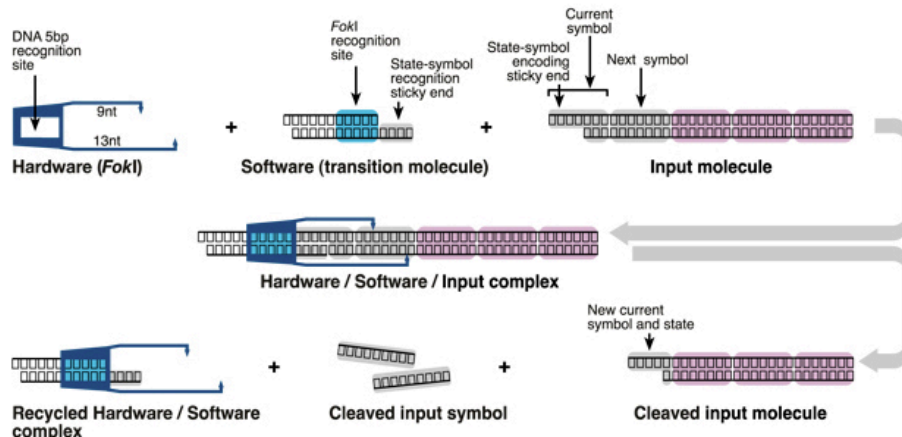 DNA 5bp
recognition
site
9nt
13nt
Hardware (FokI)
+
FokI
recognition
site
State-symbol
recognition
sticky end
Software (transition molecule)
+
Current
symbol
State-symbol
encoding
sticky end
Next symbol
Input molecule
Hardware / Software / Input complex
Recycled Hardware / Software
complex
+
Cleaved input symbol
+
New current
symbol and state
Cleaved input molecule